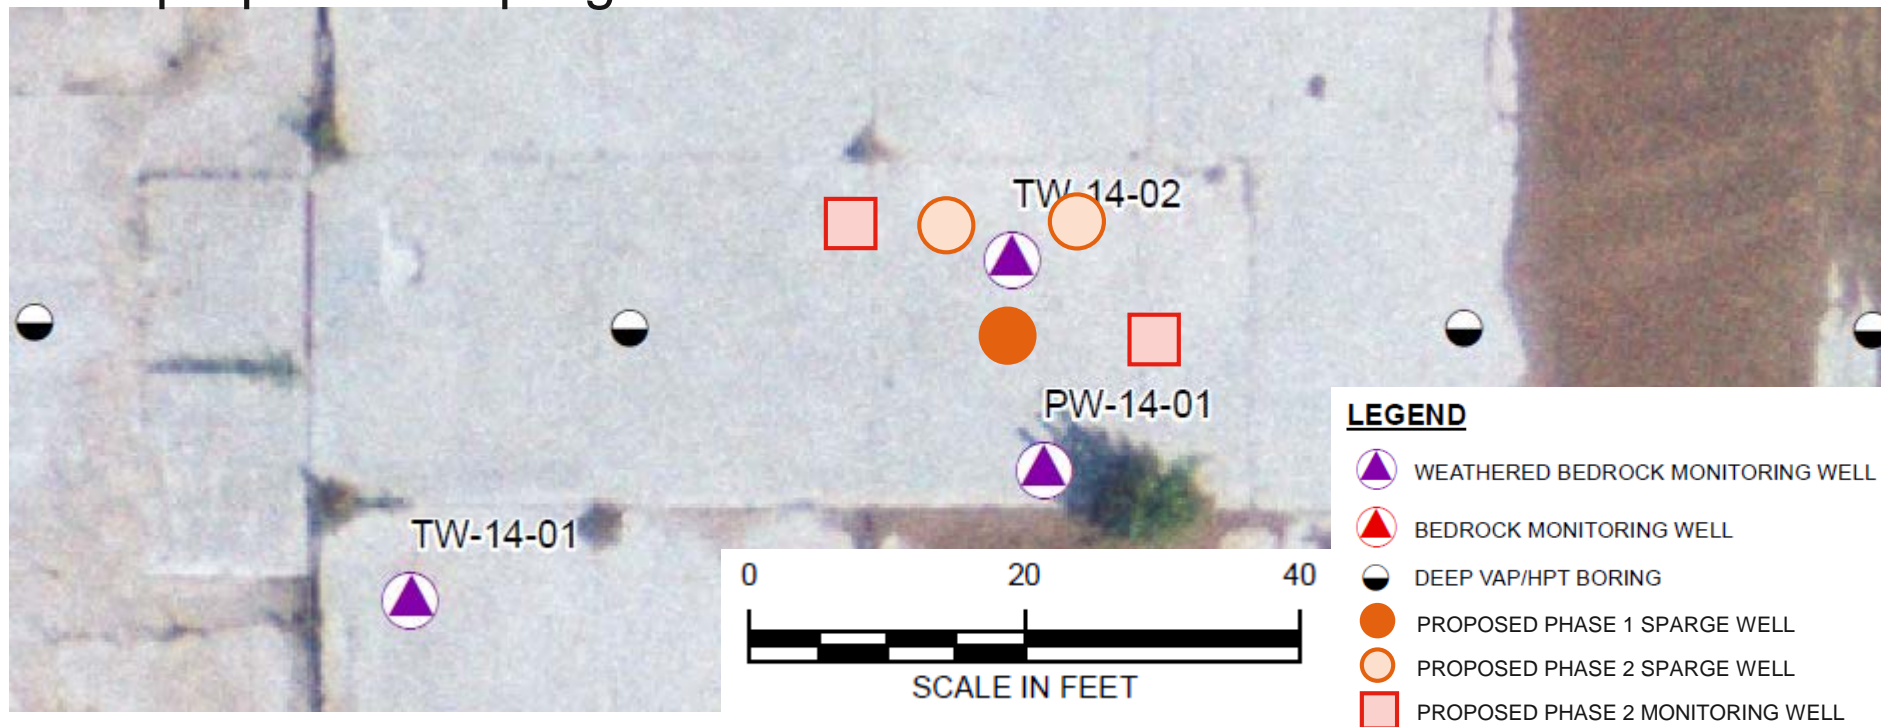 TW-14-02
PW-14-01
TW-14-01
0 20 40
SCALE IN FEET
LEGEND
WEATHERED BEDROCK MONITORING WELL
BEDROCK MONITORING WELL
DEEP VAP/HPT BORING
PROPOSED PHASE 1 SPARGE WELL
PROPOSED PHASE 2 SPARGE WELL
PROPOSED PHASE 2 MONITORING WELL